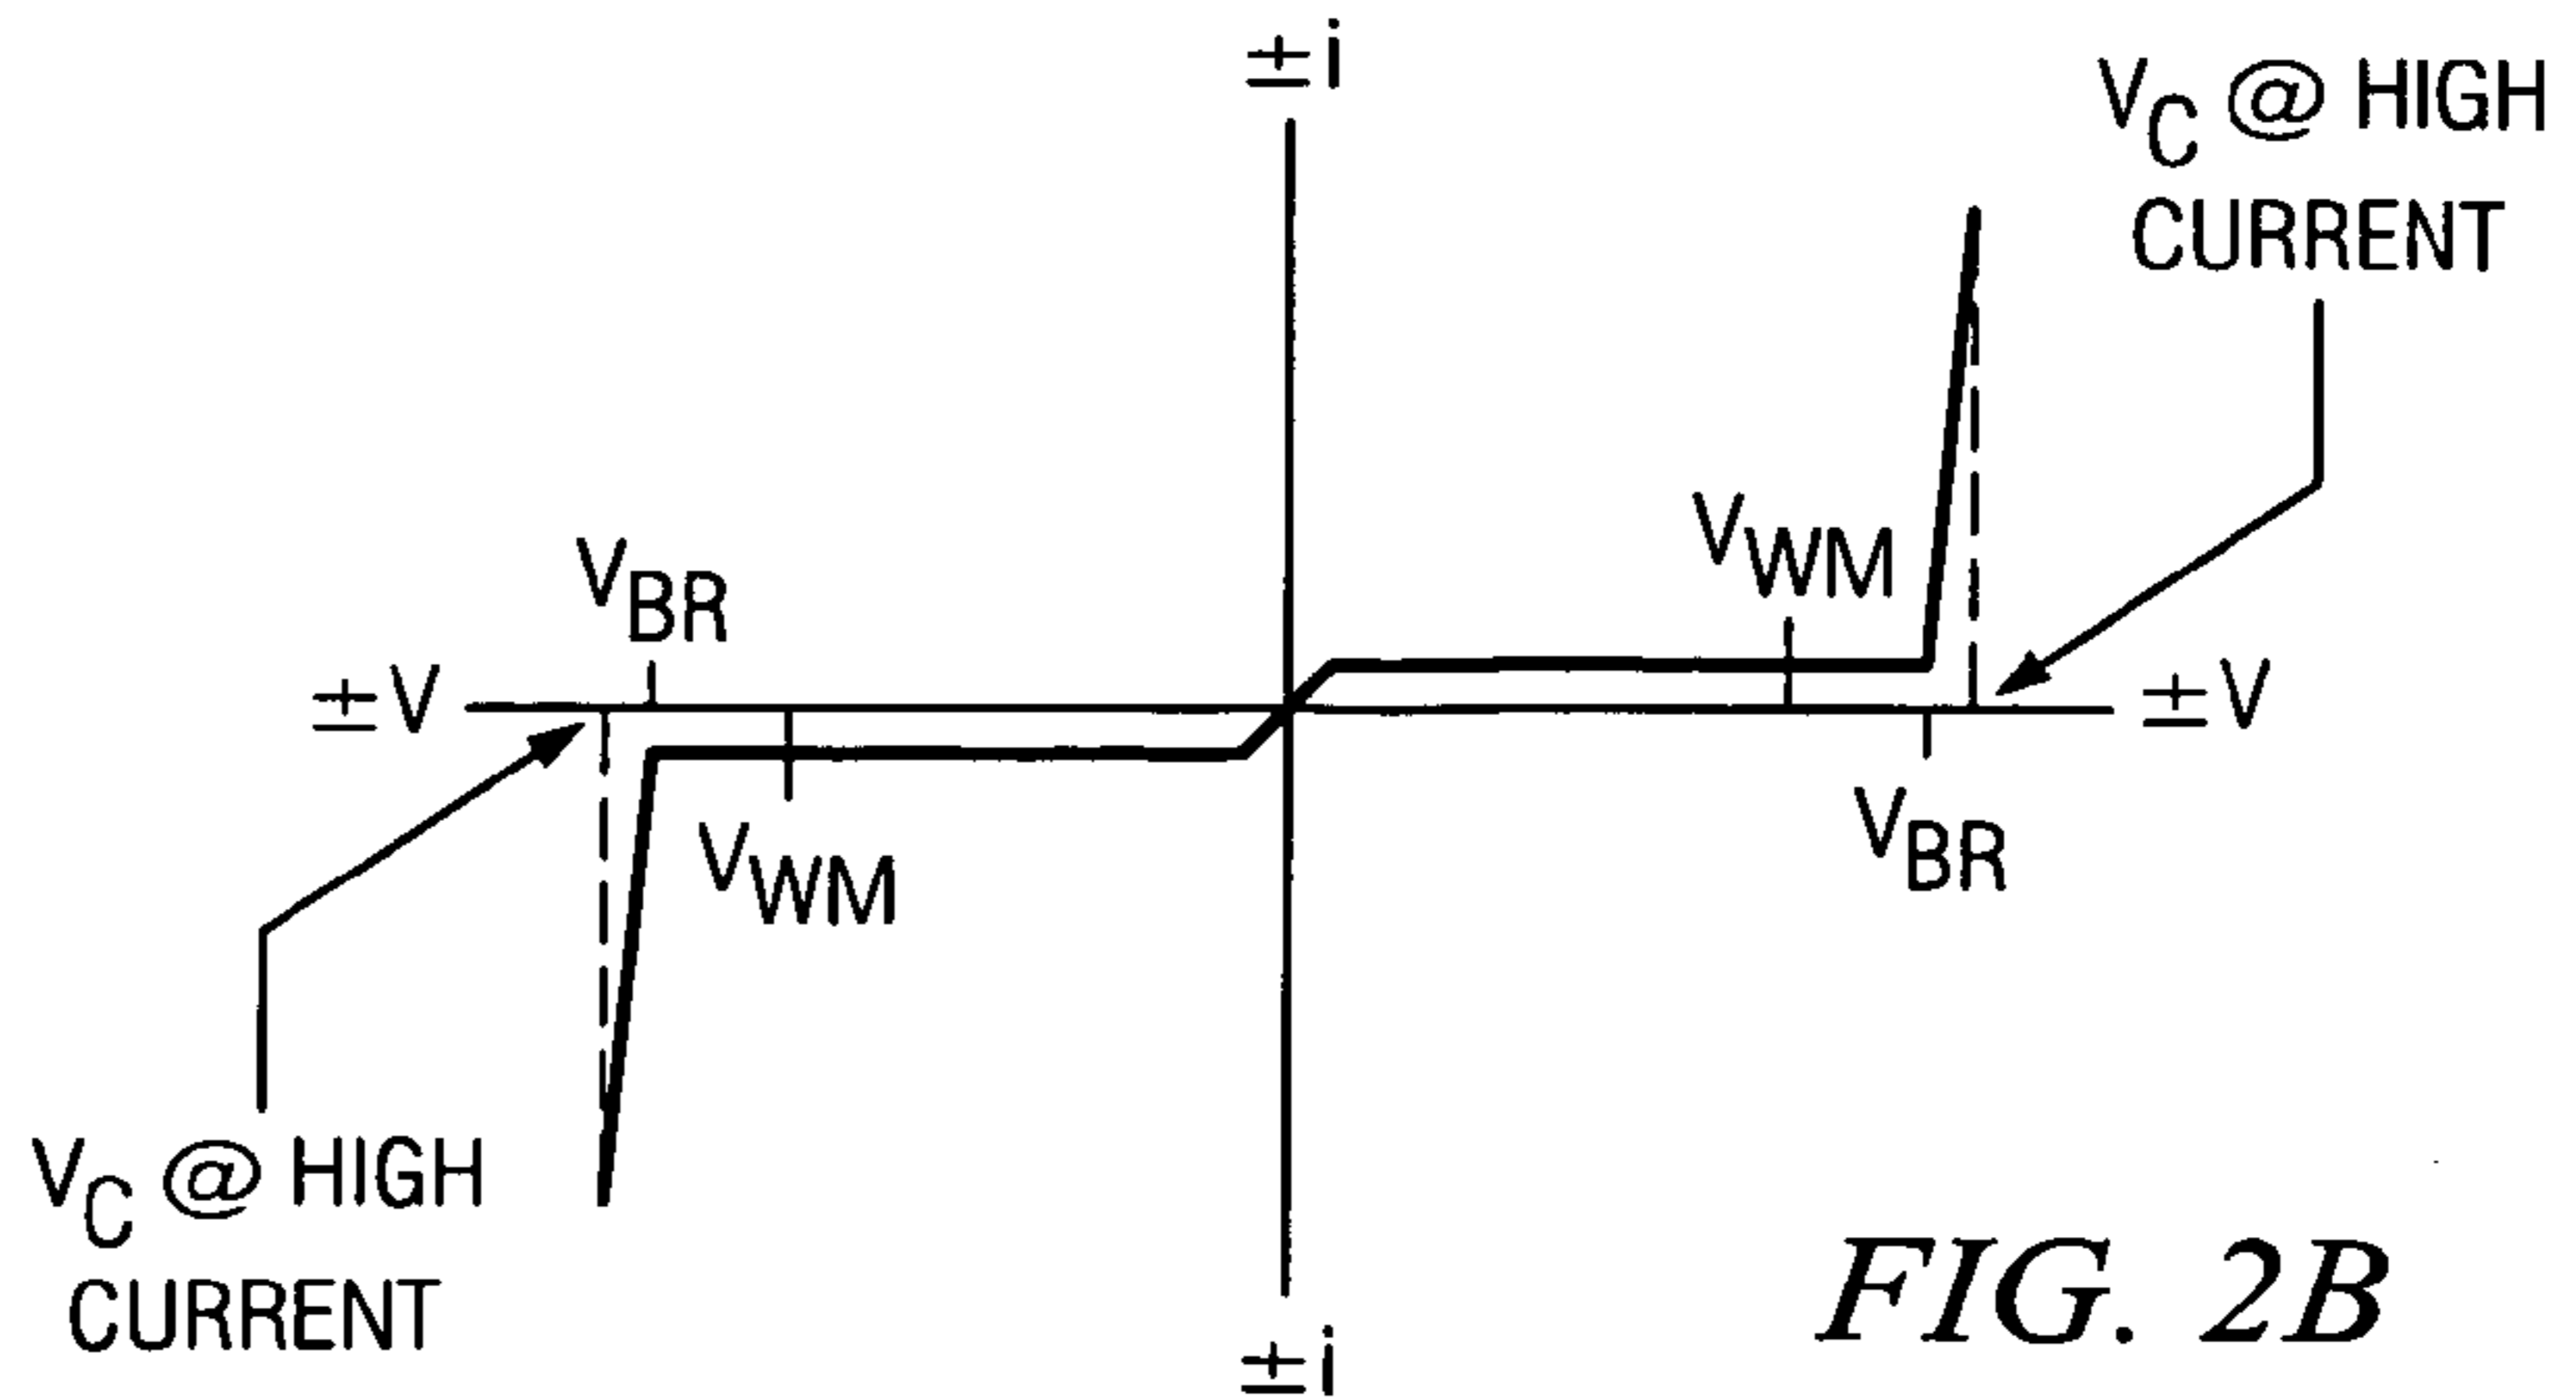 ±i
VC @ HIGH
CURRENT
VWM
VBR
±V
±V
VWM
VBR
VC @ HIGH
CURRENT
±i
FIG. 2B